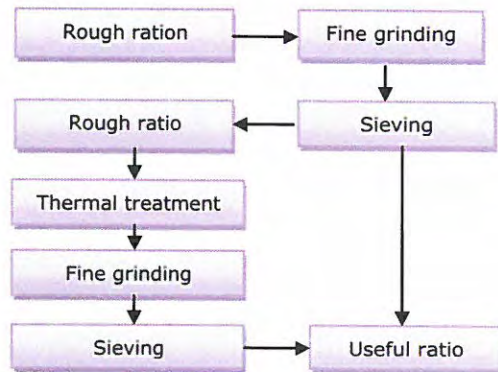 Rough ration
Fine grinding
Rough ratio
Sieving
Thermal treatment
Fine grinding
Sieving
Useful ratio